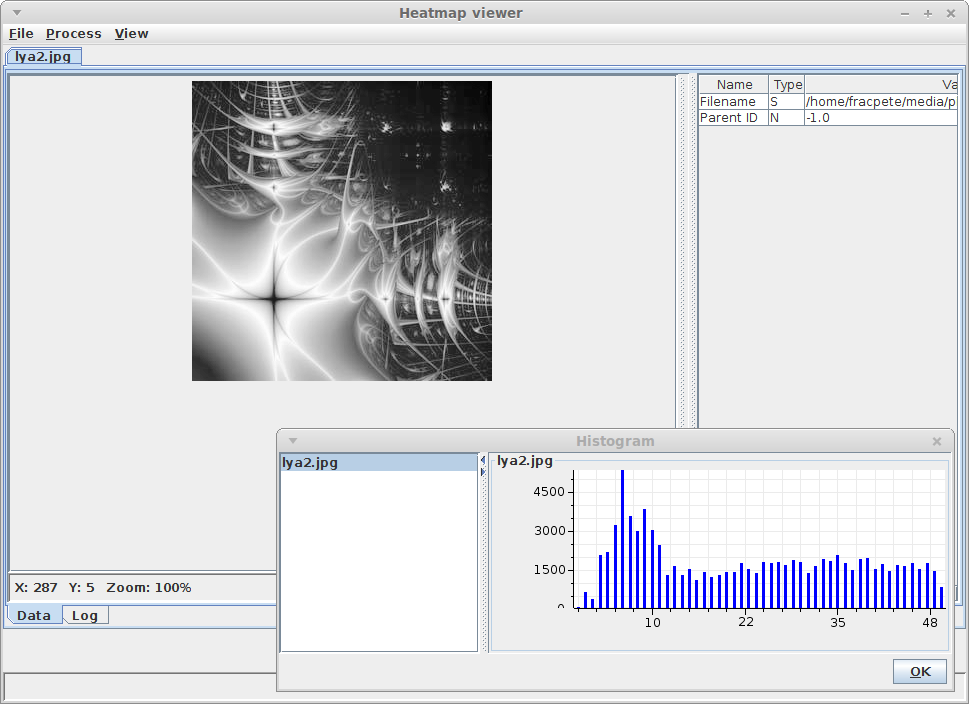 Heatmap viewer
File Process View
lya2.jpg
Name Type Va
Filename S /home/fracpete/media/p
Parent ID N -1.0
Histogram
lya2.jpg
lya2.jpg
4500
3000
1500
0
10 22 35 48
X: 287 Y: 5 Zoom: 100%
Data Log
OK